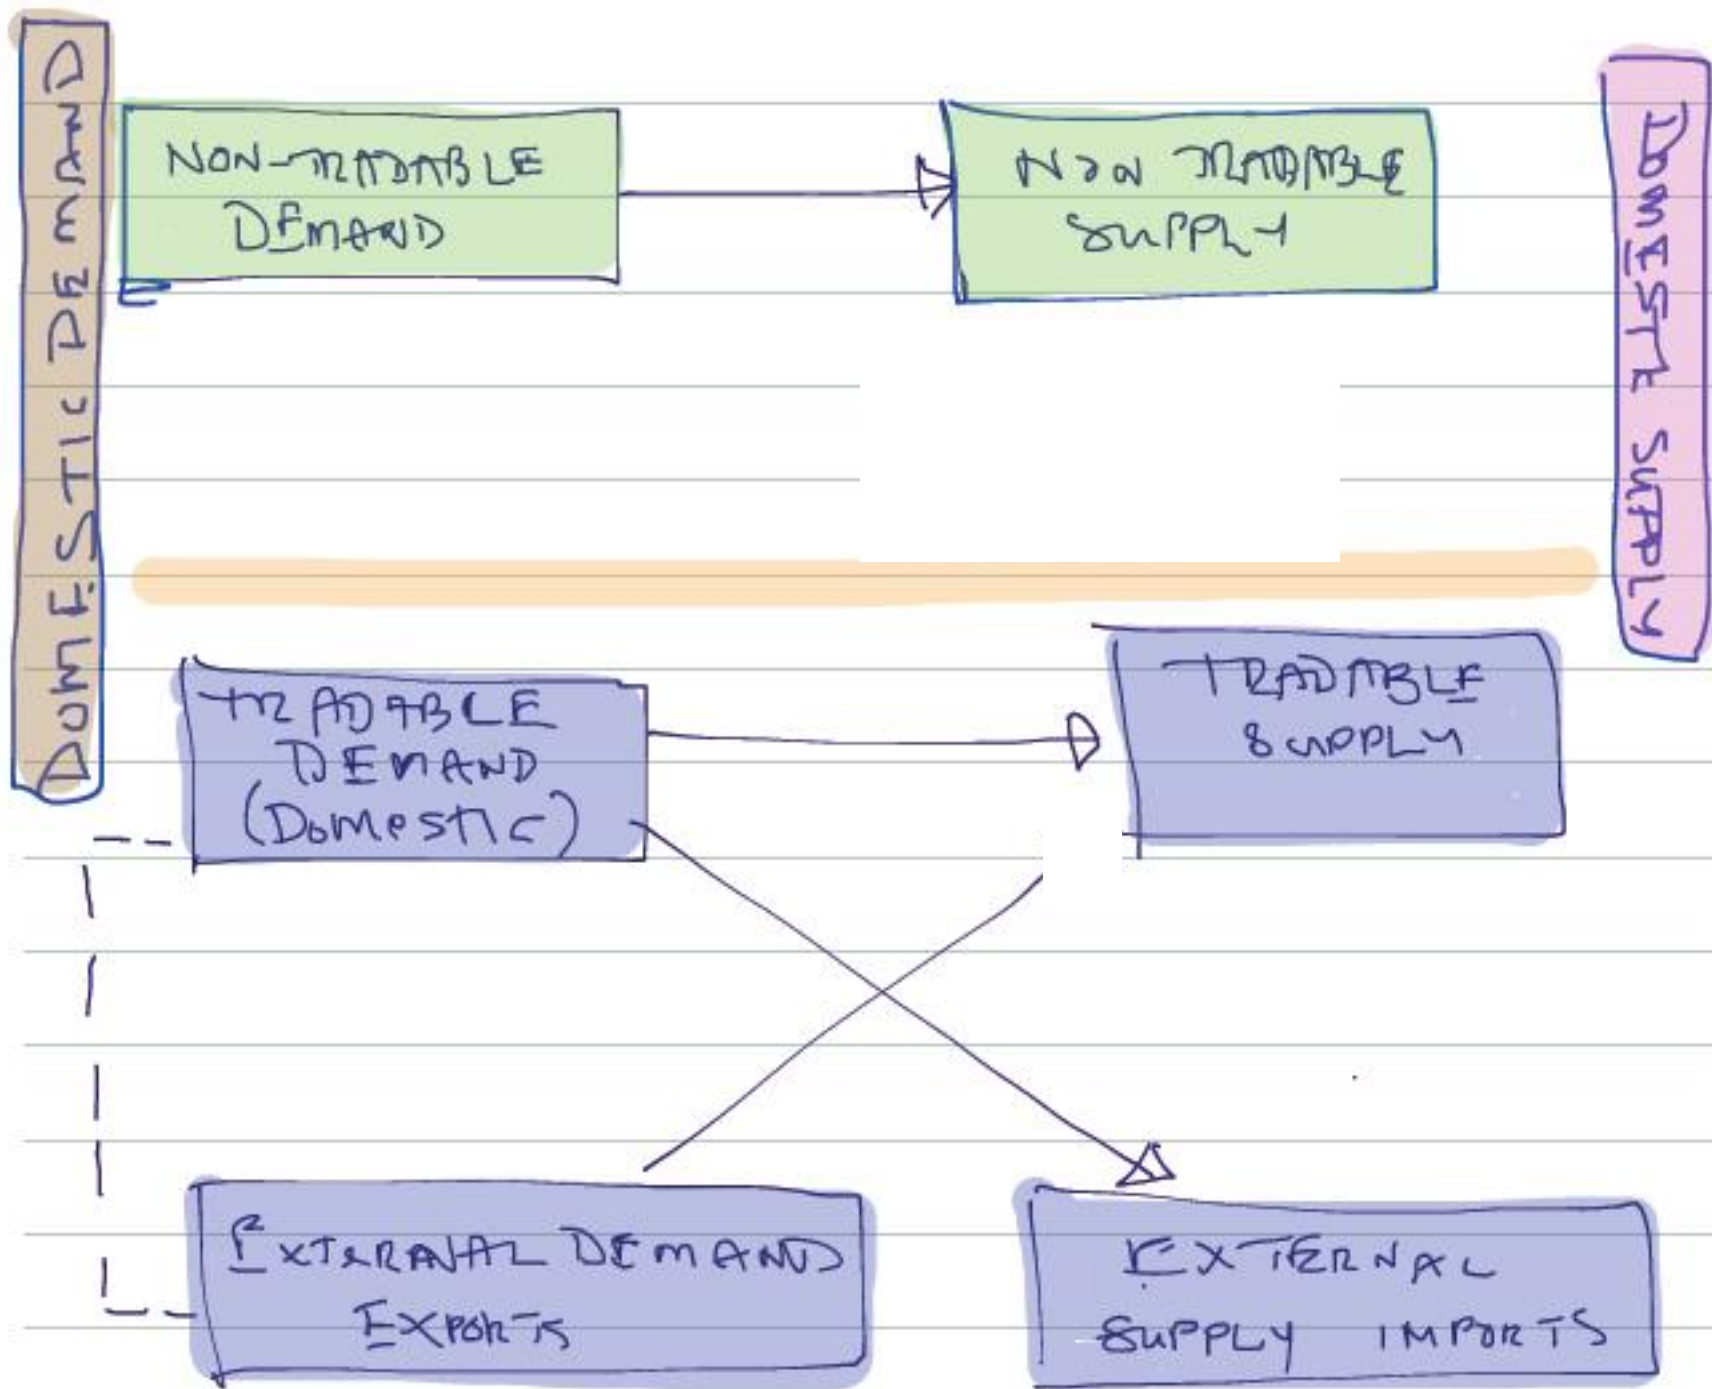 DOMESTIC DEMAND
NON-TRADABLE
DEMAND
NON TRADABLE
SUPPLY
DOMESTIC SUPPLY
TRADABLE
DEMAND
(Domestic)
TRADABLE
SUPPLY
EXTERNAL DEMAND
EXPORTS
EXTERNAL
SUPPLY IMPORTS